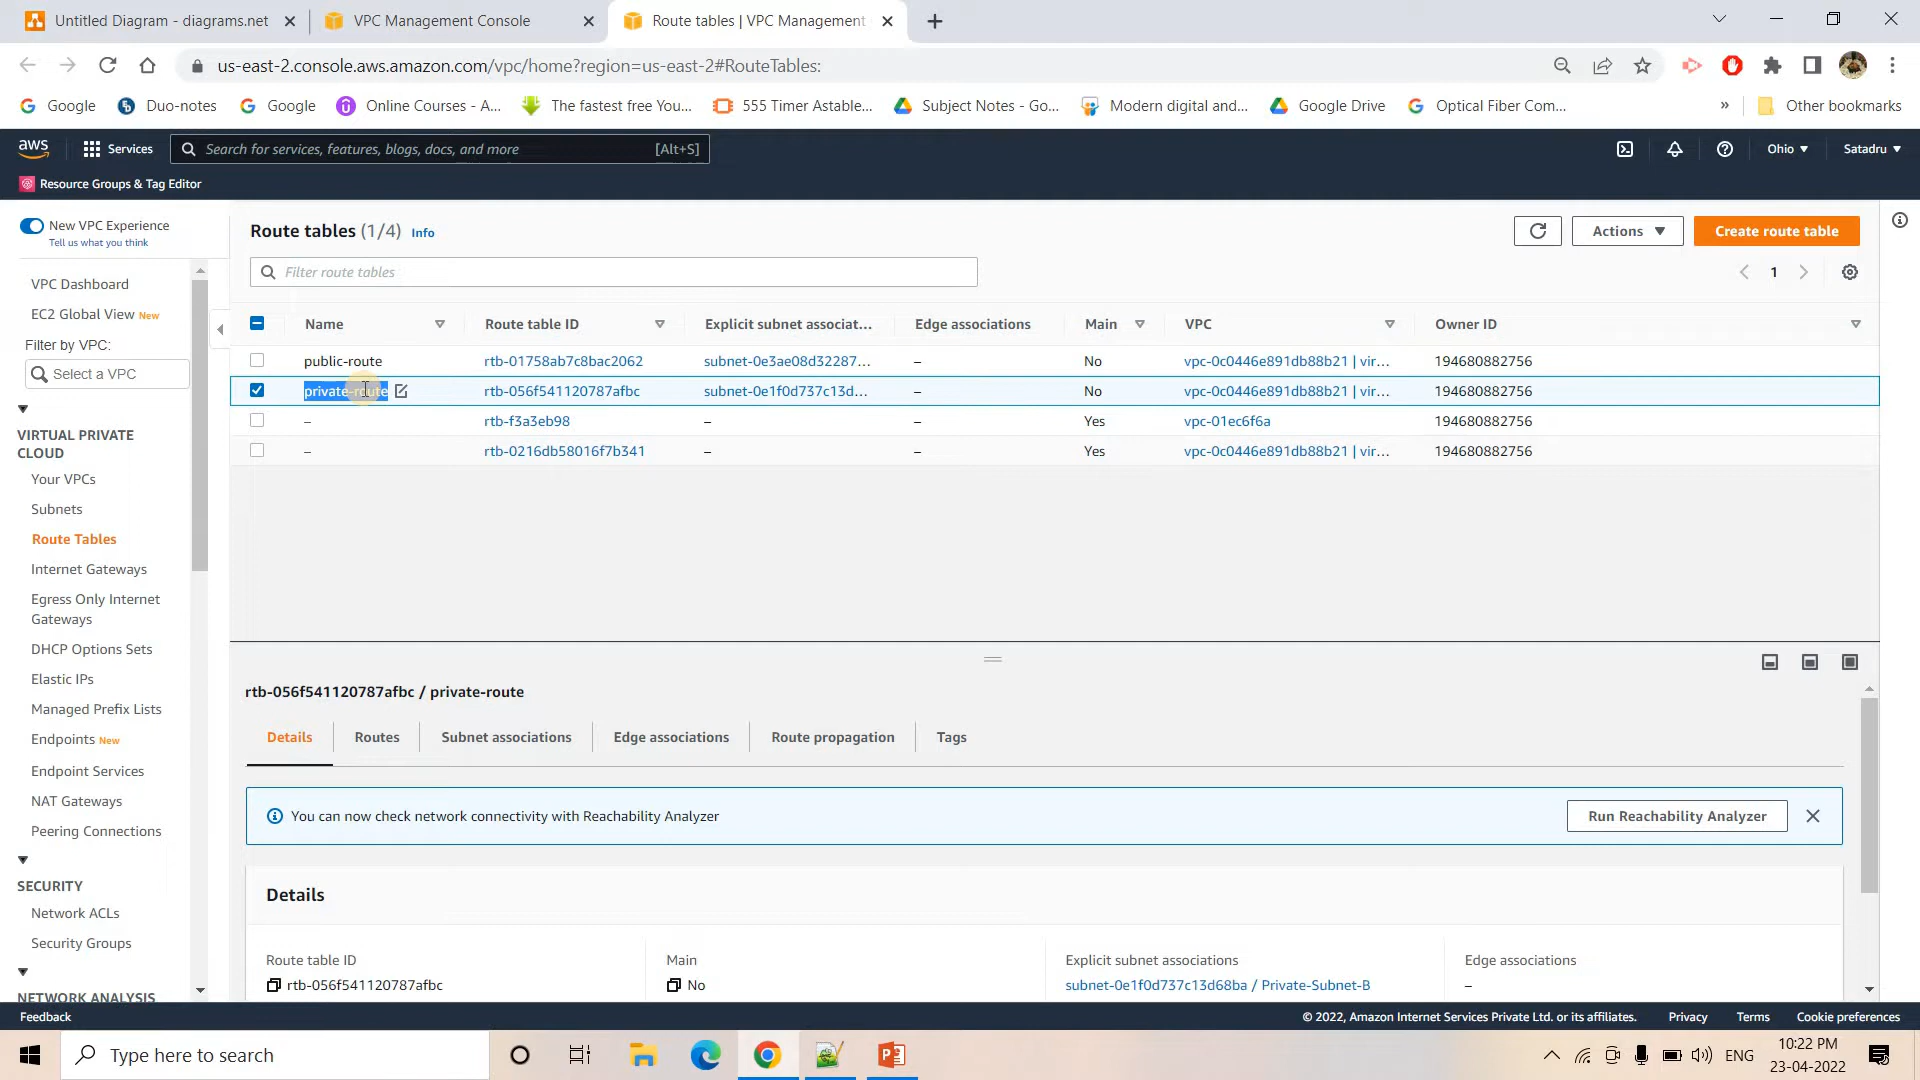 Untitled Diagram - diagrams.net
VPC Management Console
Route tables | VPC Management
us-east-2.console.aws.amazon.com/vpc/home?region=us-east-2#RouteTables:
Google
Duo-notes
Google
Online Courses - A...
The fastest free You...
555 Timer Astable...
Subject Notes - Go...
Modern digital and...
Google Drive
Optical Fiber Com...
»
Other bookmarks
aws
Services
Search for services, features, blogs, docs, and more [Alt+S]
Ohio
Satadru
Resource Groups & Tag Editor
New VPC Experience
Tell us what you think
VPC Dashboard
EC2 Global View New
Filter by VPC:
Select a VPC
VIRTUAL PRIVATE
CLOUD
Your VPCs
Subnets
Route Tables
Internet Gateways
Egress Only Internet
Gateways
DHCP Options Sets
Elastic IPs
Managed Prefix Lists
Endpoints New
Endpoint Services
NAT Gateways
Peering Connections
SECURITY
Network ACLs
Security Groups
NETWORK ANALYSIS
Route tables (1/4) Info
Actions
Create route table
Filter route tables
1
Name Route table ID Explicit subnet associat... Edge associations Main VPC Owner ID
public-route rtb-01758ab7c8bac2062 subnet-0e3ae08d32287... – No vpc-0c0446e891db88b21 | vir... 194680882756
private-route rtb-056f541120787afbc subnet-0e1f0d737c13d... – No vpc-0c0446e891db88b21 | vir... 194680882756
– rtb-f3a3eb98 – – Yes vpc-01ec6f6a 194680882756
– rtb-0216db58016f7b341 – – Yes vpc-0c0446e891db88b21 | vir... 194680882756
rtb-056f541120787afbc / private-route
Details
Routes
Subnet associations
Edge associations
Route propagation
Tags
You can now check network connectivity with Reachability Analyzer
Run Reachability Analyzer
Details
Route table ID
rtb-056f541120787afbc
Main
No
Explicit subnet associations
subnet-0e1f0d737c13d68ba / Private-Subnet-B
Edge associations
–
Feedback
© 2022, Amazon Internet Services Private Ltd. or its affiliates.
Privacy
Terms
Cookie preferences
Type here to search
ENG
10:22 PM
23-04-2022